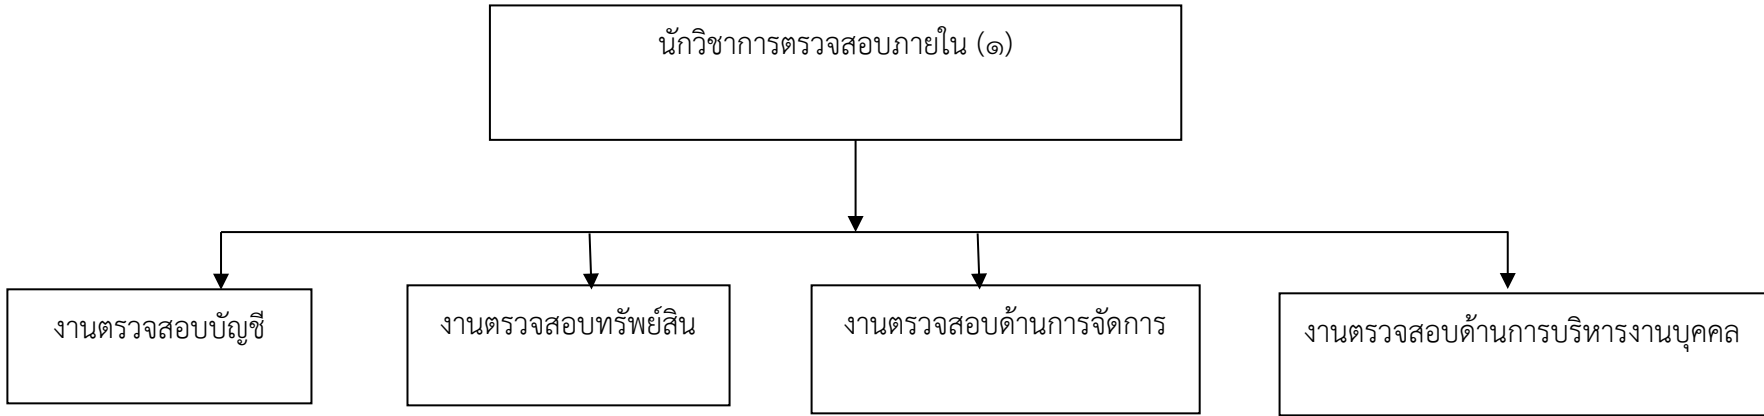 นักวิชาการตรวจสอบภายใน (๑)
งานตรวจสอบบัญชี
งานตรวจสอบทรัพย์สิน
งานตรวจสอบด้านการจัดการ
งานตรวจสอบด้านการบริหารงานบุคคล